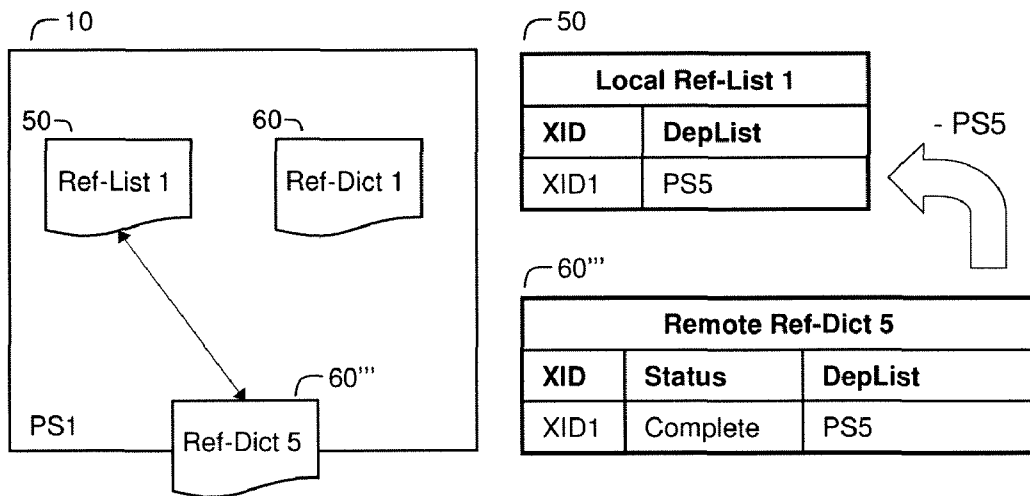 10
50
60
Ref-List 1
Ref-Dict 1
60'''
PS1
Ref-Dict 5
50
Local Ref-List 1
XID DepList
XID1 PS5
- PS5
60'''
Remote Ref-Dict 5
XID Status DepList
XID1 Complete PS5